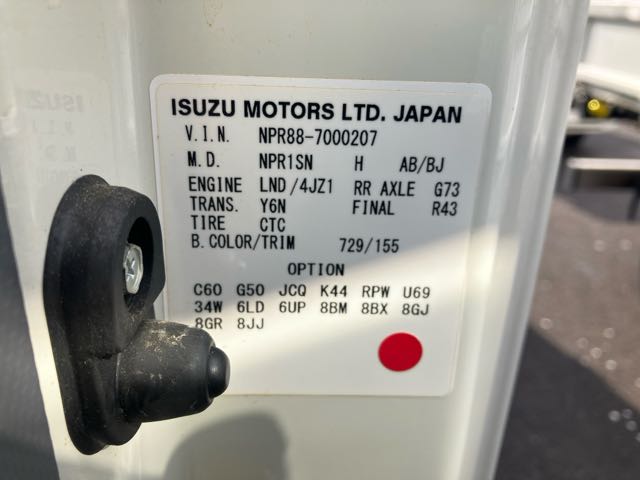 ISUZU MOTORS LTD. JAPAN
V.I.N. NPR88-7000207
M.D. NPR1SN H AB/BJ
ENGINE LND/4JZ1 RR AXLE G73
TRANS. Y6N FINAL R43
TIRE CTC
B.COLOR/TRIM 729/155
OPTION
C60 G50 JCQ K44 RPW U69
34W 6LD 6UP 8BM 8BX 8GJ
8GR 8JJ